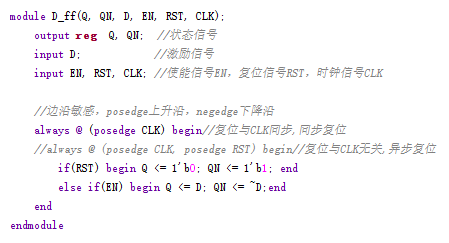 module D_ff(Q, QN, D, EN, RST, CLK);
output reg Q, QN; //状态信号
input D; //激励信号
input EN, RST, CLK; //使能信号EN，复位信号RST，时钟信号CLK
//边沿敏感，posedge上升沿，negedge下降沿
always @ (posedge CLK) begin//复位与CLK同步,同步复位
//always @ (posedge CLK, posedge RST) begin//复位与CLK无关,异步复位
if(RST) begin Q <= 1'b0; QN <= 1'b1; end
else if(EN) begin Q <= D; QN <= ~D;end
end
endmodule